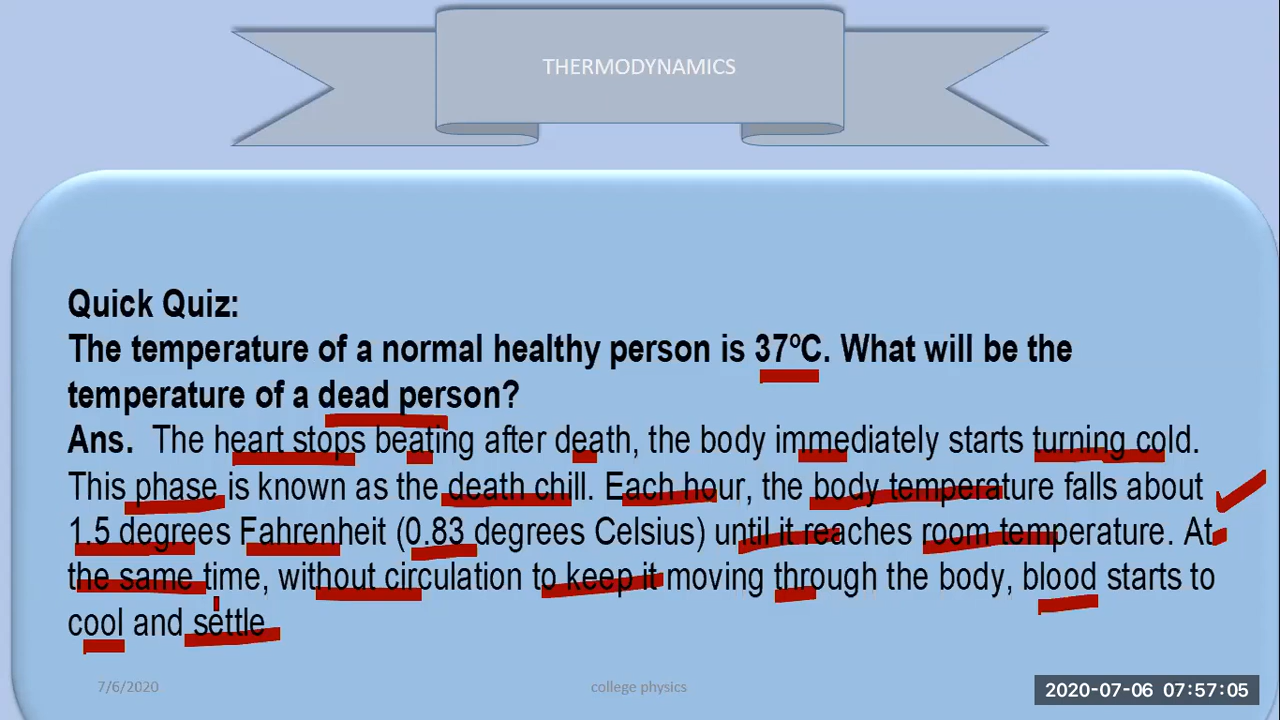 THERMODYNAMICS
Quick Quiz:
The temperature of a normal healthy person is 37ºC. What will be the
temperature of a dead person?
Ans.  The heart stops beating after death, the body immediately starts turning cold.
This phase is known as the death chill. Each hour, the body temperature falls about
1.5 degrees Fahrenheit (0.83 degrees Celsius) until it reaches room temperature. At
the same time, without circulation to keep it moving through the body, blood starts to
cool and settle
7/6/2020
college physics
2020-07-06 07:57:05